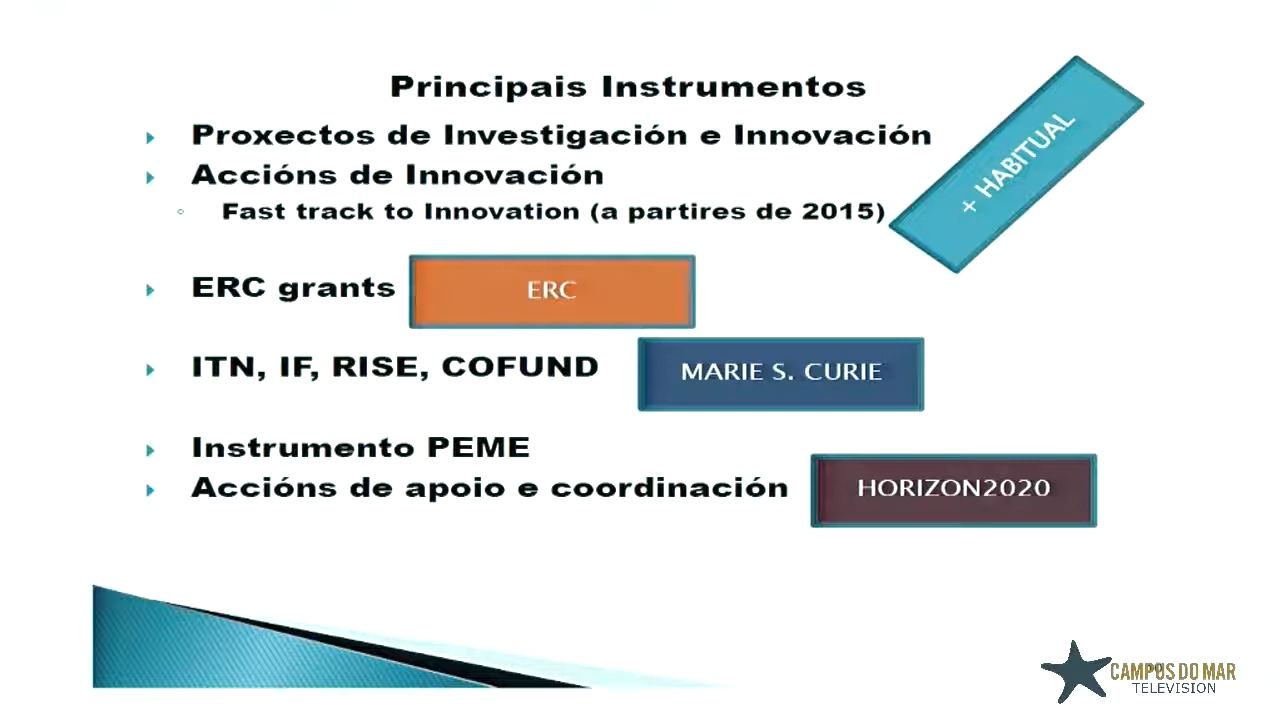 Principais Instrumentos
Proxectos de Investigación e Innovación
Accións de Innovación
Fast track to Innovation (a partires de 2015)
+ HABITUAL
ERC grants
ERC
ITN, IF, RISE, COFUND
MARIE S. CURIE
Instrumento PEME
Accións de apoio e coordinación
HORIZON2020
CAMPUS DO MAR
TELEVISION